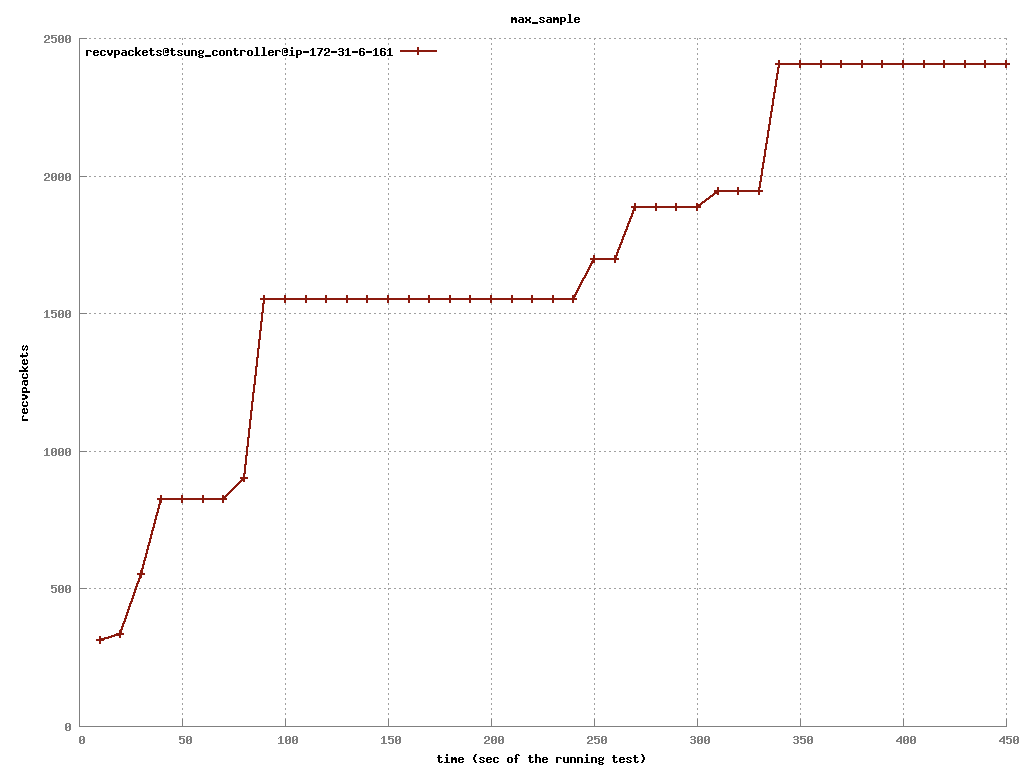 max_sample
2500
recvpackets@tsung_controller@ip-172-31-6-161
2000
1500
recvpackets
1000
500
0
0 50 100 150 200 250 300 350 400 450
time (sec of the running test)